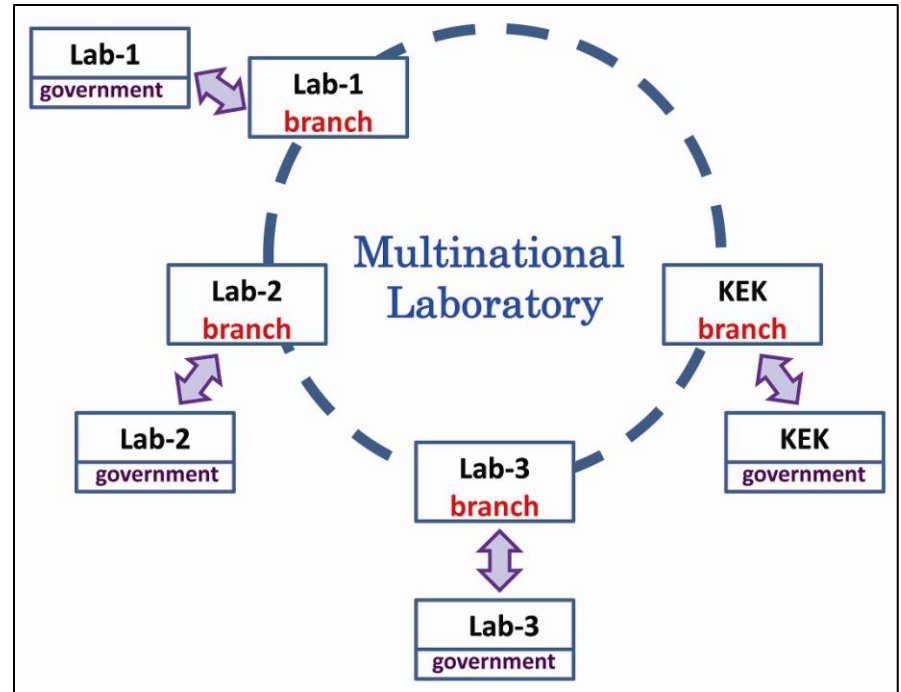 Lab-1
government
Lab-1
branch
Multinational
Laboratory
Lab-2
branch
KEK
branch
Lab-2
government
KEK
government
Lab-3
branch
Lab-3
government